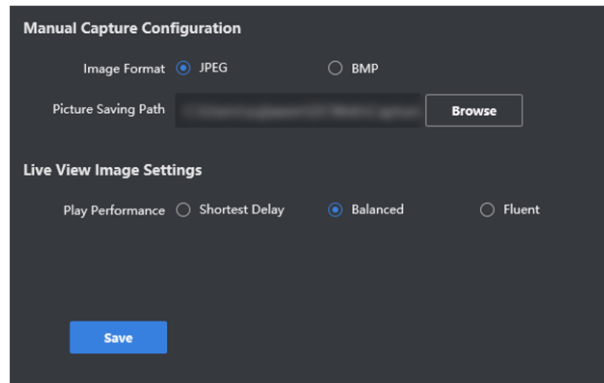 Manual Capture Configuration
Image Format JPEG BMP
Picture Saving Path Browse
Live View Image Settings
Play Performance Shortest Delay Balanced Fluent
Save